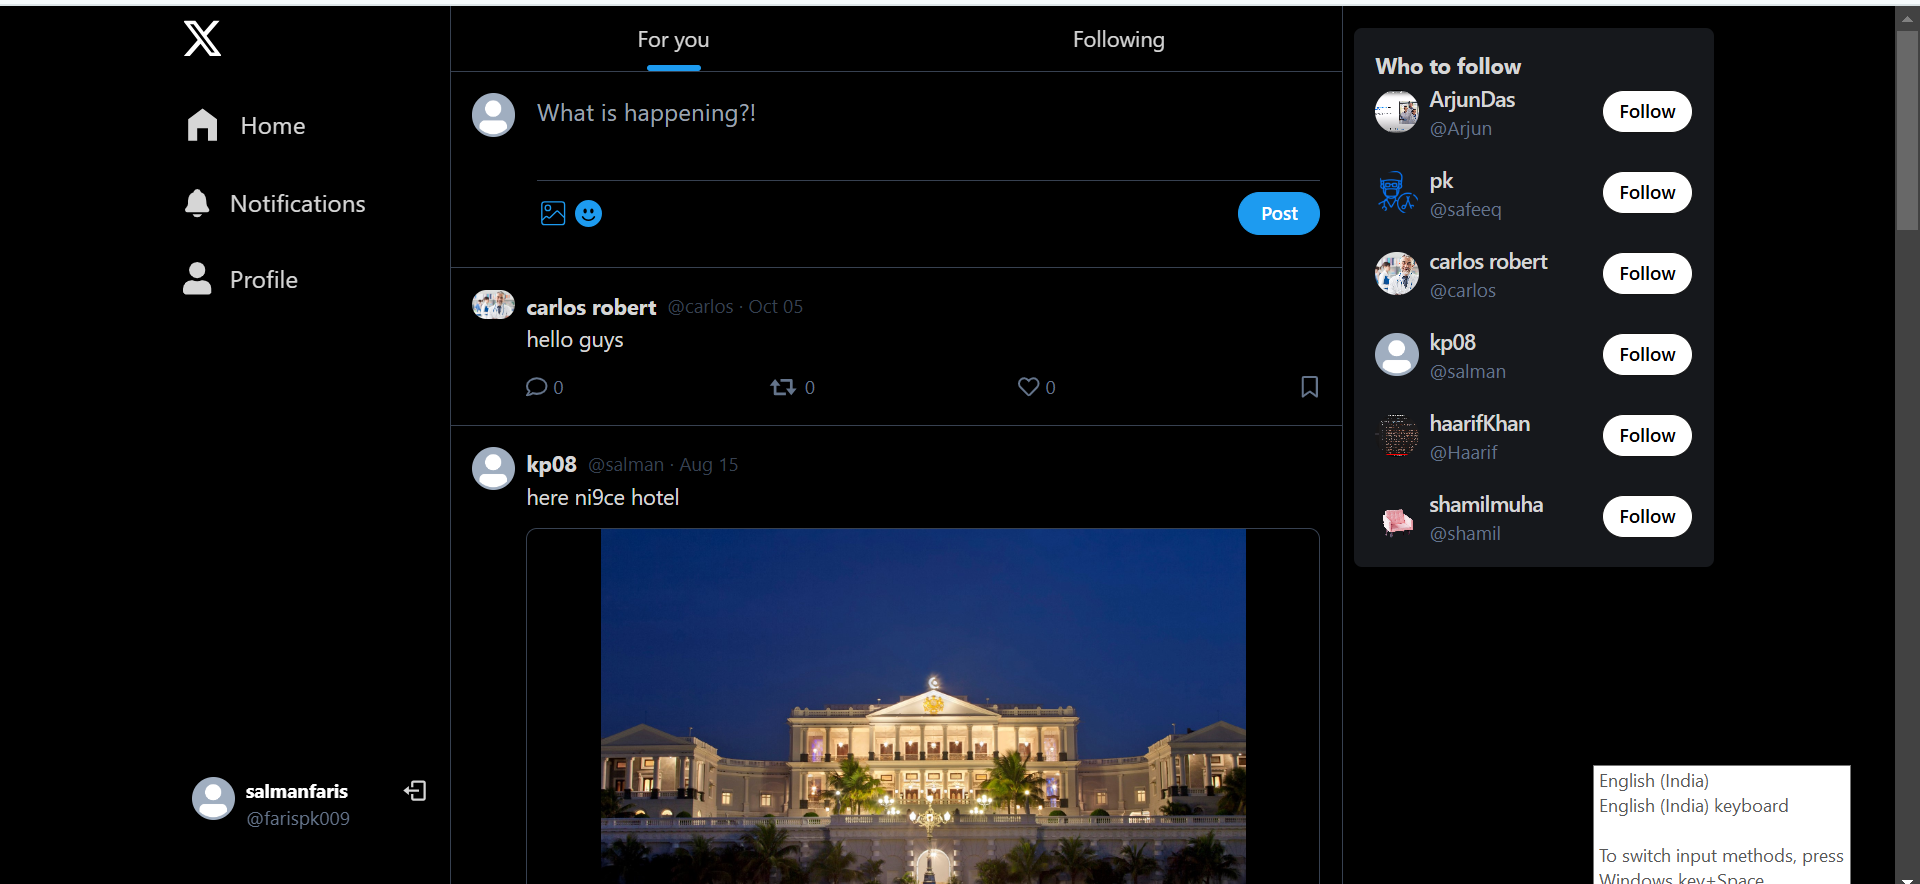 Home
Notifications
Profile
salmanfaris
@farispk009
For you
Following
What is happening?!
Post
carlos robert @carlos · Oct 05
hello guys
0 0 0
kp08 @salman · Aug 15
here ni9ce hotel
Who to follow
ArjunDas
@Arjun
Follow
pk
@safeeq
Follow
carlos robert
@carlos
Follow
kp08
@salman
Follow
haarifKhan
@Haarif
Follow
shamilmuha
@shamil
Follow
English (India)
English (India) keyboard
To switch input methods, press
Windows key+Space